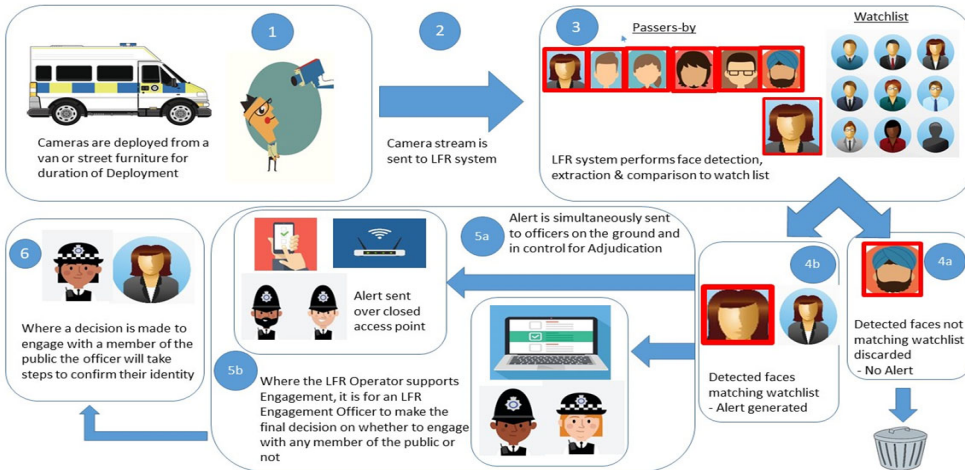 1
Cameras are deployed from a
van or street furniture for
duration of Deployment
2
Camera stream is
sent to LFR system
3
Passers-by
Watchlist
LFR system performs face detection,
extraction & comparison to watch list
4a
Detected faces not
matching watchlist
discarded
- No Alert
4b
Detected faces
matching watchlist
- Alert generated
5a
Alert is simultaneously sent
to officers on the ground and
in control for Adjudication
Alert sent
over closed
access point
5b
Where the LFR Operator supports
Engagement, it is for an LFR
Engagement Officer to make the
final decision on whether to engage
with any member of the public or
not
6
Where a decision is made to
engage with a member of the
public the officer will take
steps to confirm their identity